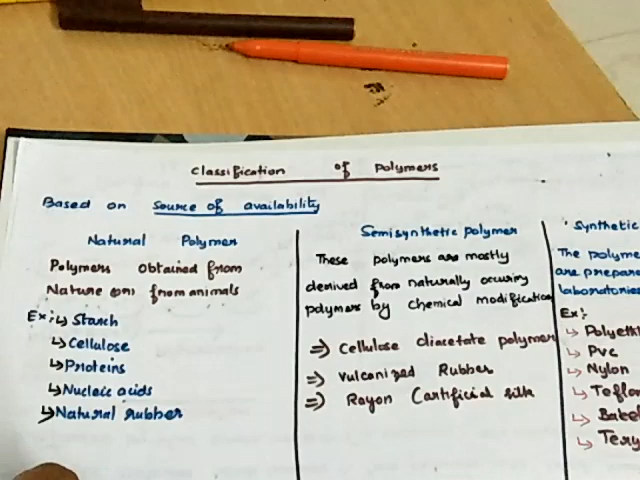 Classification of Polymers
Based on Source of availability
Natural Polymer
Polymers obtained from
Nature (or) from animals
Ex:- ↳ Starch
↳ Cellulose
↳ Proteins
↳ Nucleic acids
↳ Natural rubber
Semisynthetic polymer
These polymers are mostly
derived from naturally occuring
polymers by chemical modification
⇒ Cellulose diacetate polymer
⇒ Vulcanized Rubber
⇒ Rayon (artificial silk
Synthetic
The polyme
are prepare
laboratories
Ex:-
↳ Polyeth
↳ PVC
↳ Nylon
↳ Teflon
↳ Bakel
↳ Tery